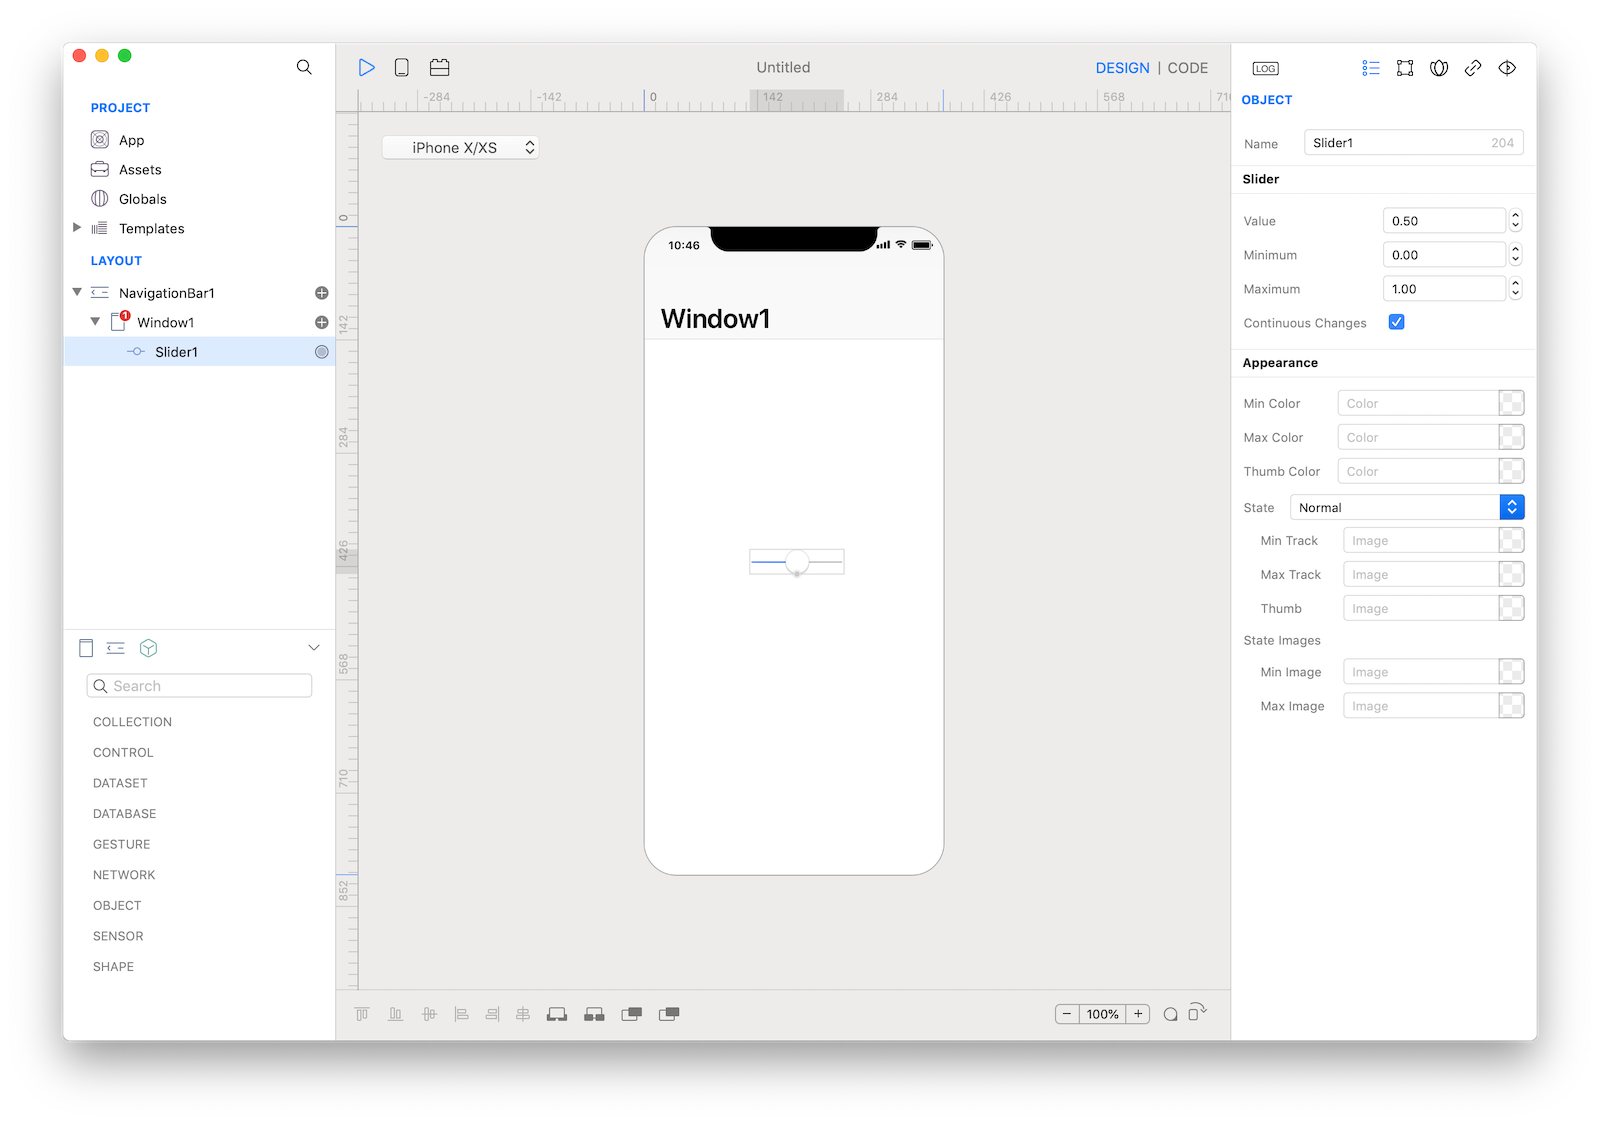 PROJECT
App
Assets
Globals
Templates
LAYOUT
NavigationBar1
1
Window1
Slider1
Search
COLLECTION
CONTROL
DATASET
DATABASE
GESTURE
NETWORK
OBJECT
SENSOR
SHAPE
Untitled
DESIGN | CODE
-284 -142 0 142 284 426 568
0
142
284
426
568
710
852
iPhone X/XS
10:46
Window1
100%
LOG
OBJECT
Name Slider1 204
Slider
Value 0.50
Minimum 0.00
Maximum 1.00
Continuous Changes
Appearance
Min Color Color
Max Color Color
Thumb Color Color
State Normal
Min Track Image
Max Track Image
Thumb Image
State Images
Min Image Image
Max Image Image